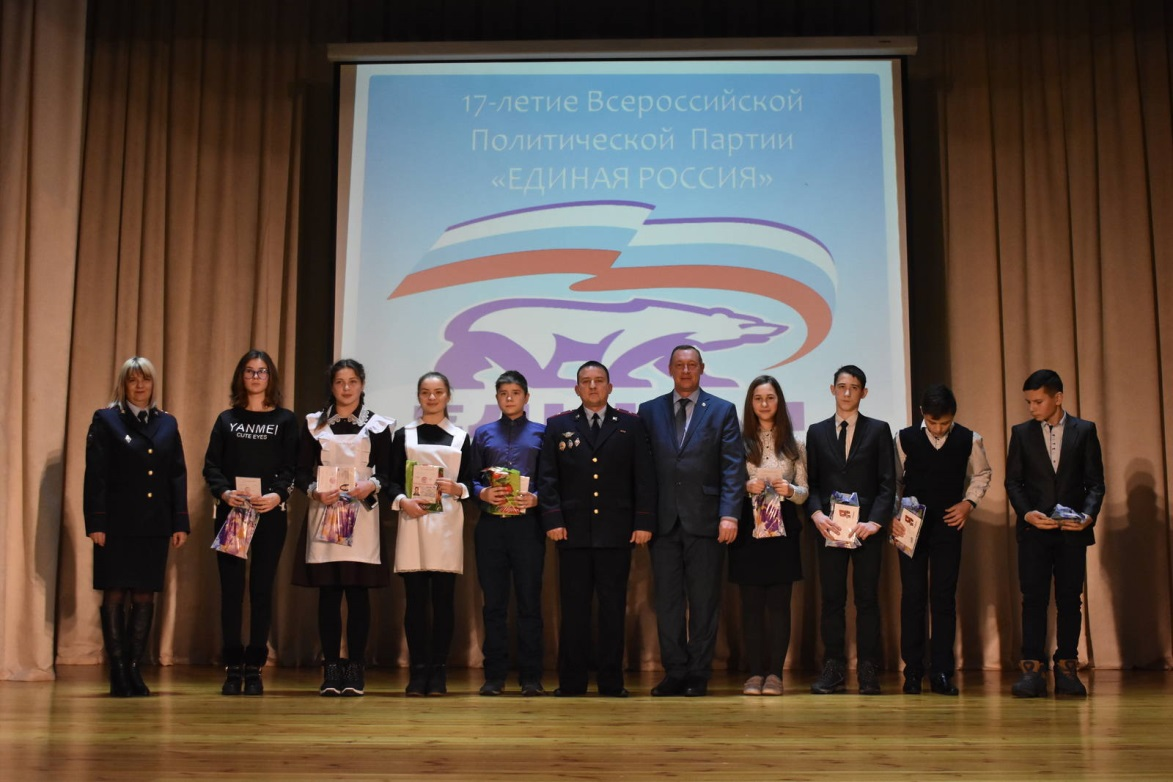 17-летие Всероссийской
Политической Партии
«ЕДИНАЯ РОССИЯ»
YANMEI
CUTE EYES